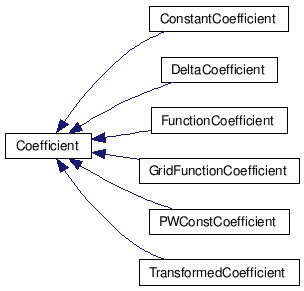 ConstantCoefficient
DeltaCoefficient
FunctionCoefficient
Coefficient
GridFunctionCoefficient
PWConstCoefficient
TransformedCoefficient